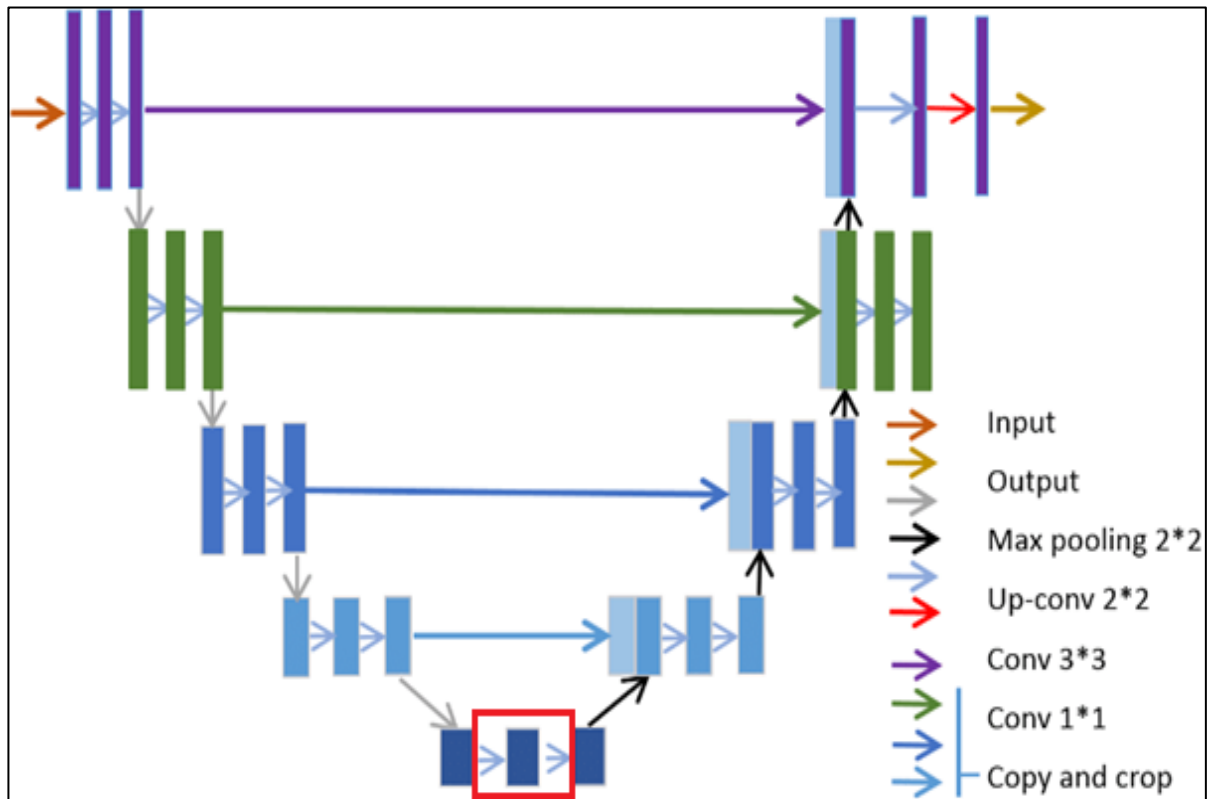 Input
Output
Max pooling 2*2
Up-conv 2*2
Conv 3*3
Conv 1*1
Copy and crop